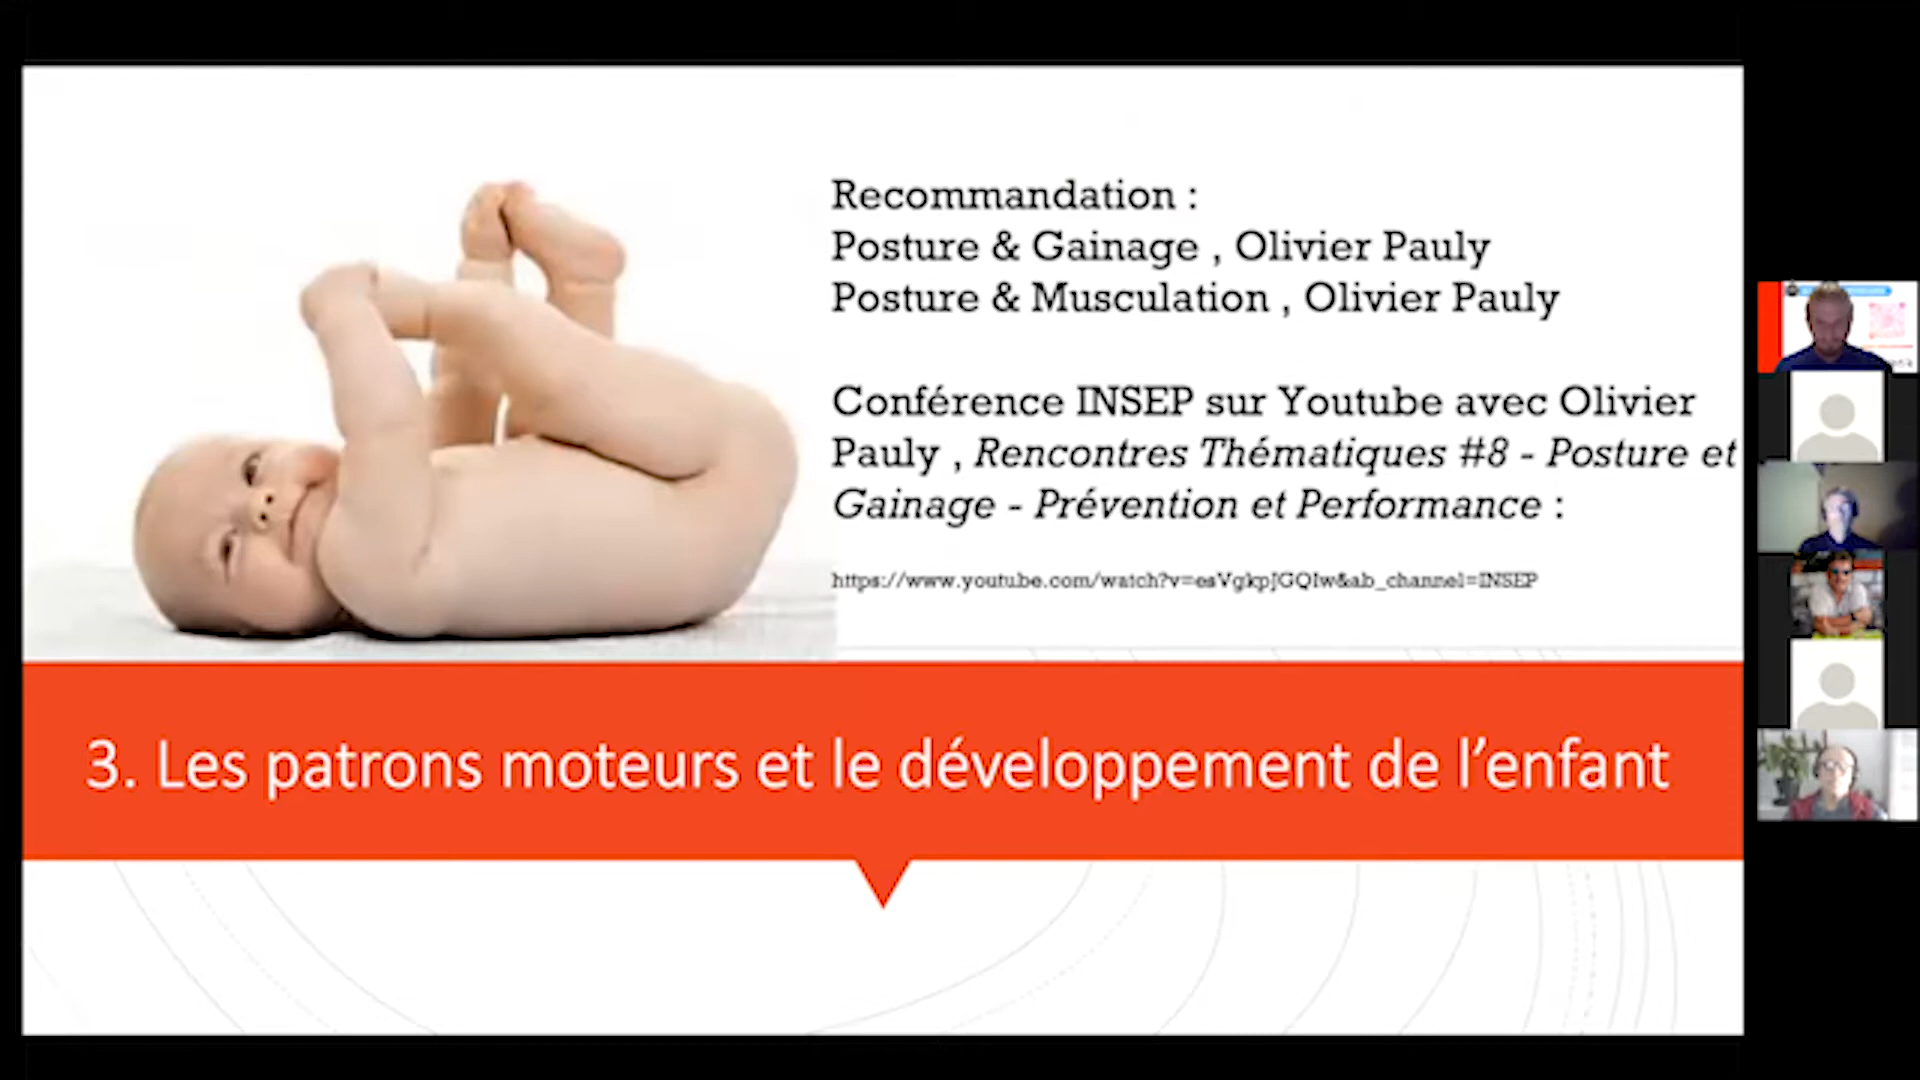 Recommandation :
Posture & Gainage , Olivier Pauly
Posture & Musculation , Olivier Pauly
Conférence INSEP sur Youtube avec Olivier
Pauly , Rencontres Thématiques #8 - Posture et
Gainage - Prévention et Performance :
https://www.youtube.com/watch?v=esVgkpJGQIw&ab_channel=INSEP
3. Les patrons moteurs et le développement de l’enfant